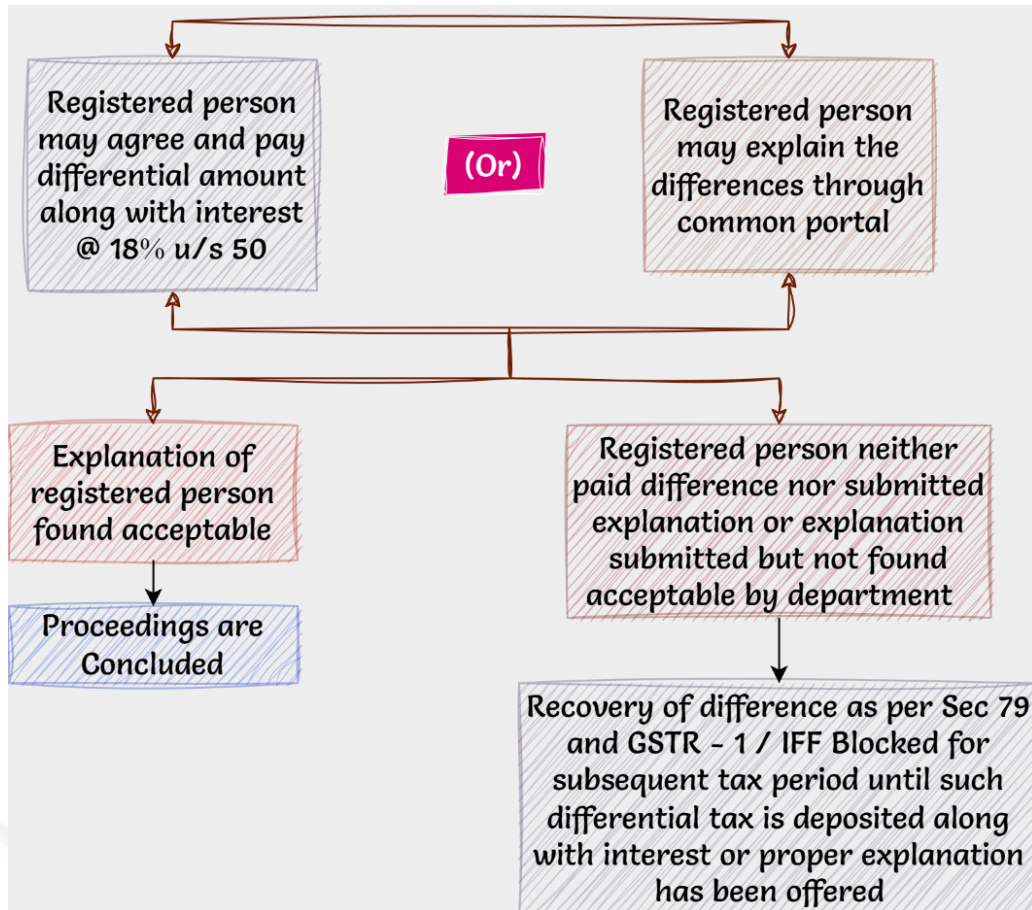 Registered person
may agree and pay
differential amount
along with interest
@ 18% u/s 50
(Or)
Registered person
may explain the
differences through
common portal
Explanation of
registered person
found acceptable
Proceedings are
Concluded
Registered person neither
paid difference nor submitted
explanation or explanation
submitted but not found
acceptable by department
Recovery of difference as per Sec 79
and GSTR - 1 / IFF Blocked for
subsequent tax period until such
differential tax is deposited along
with interest or proper explanation
has been offered